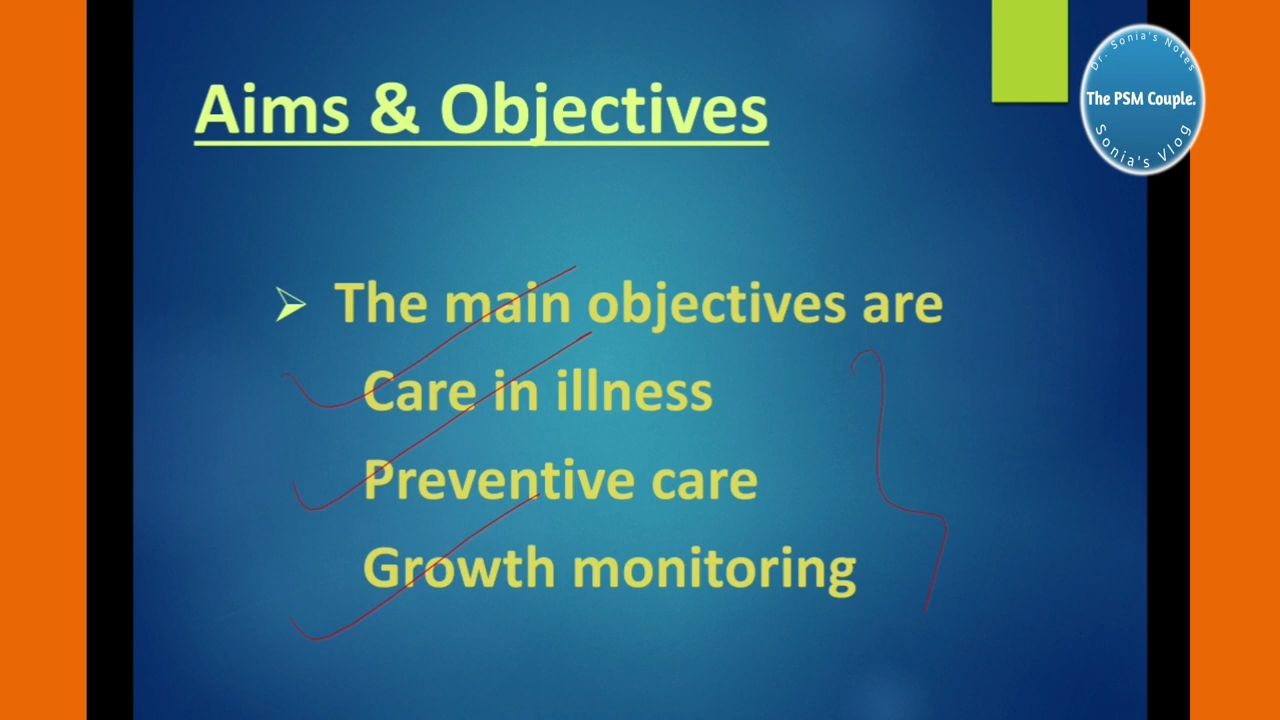 Aims & Objectives
Dr. Sonia's Notes
The PSM Couple.
Sonia's Vlog
The main objectives are
Care in illness
Preventive care
Growth monitoring